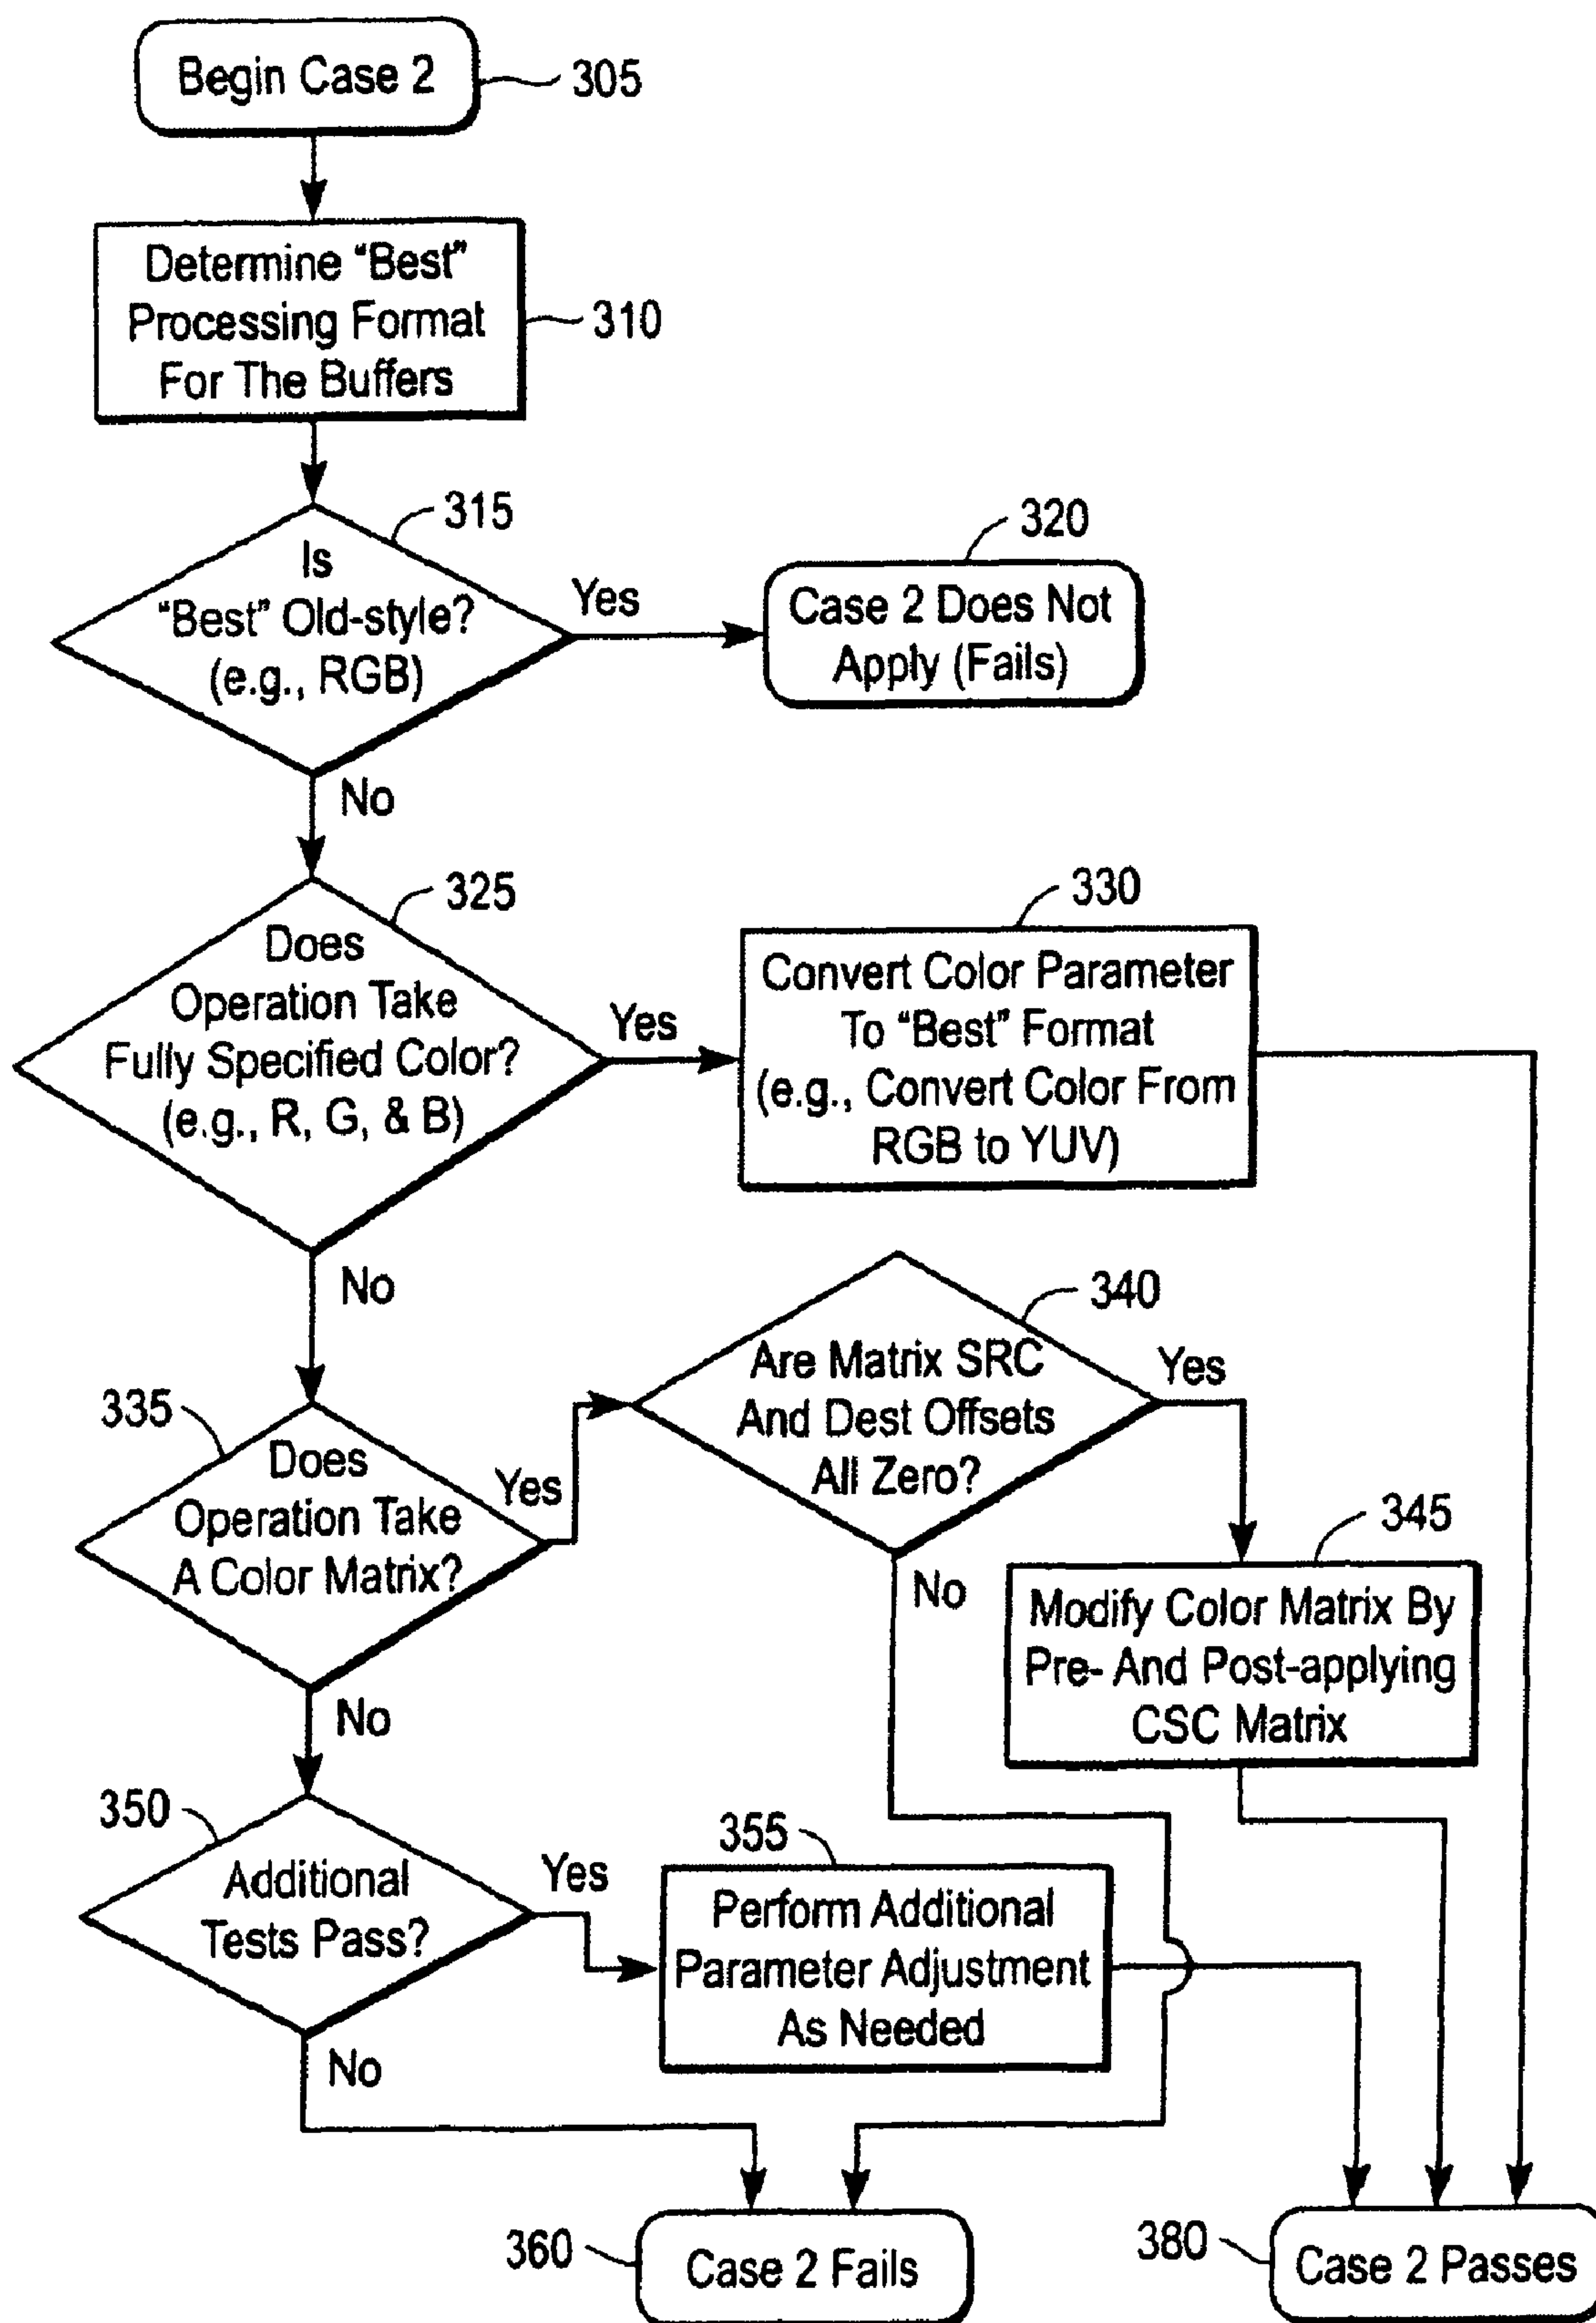 Begin Case 2
305
Determine “Best”
Processing Format
For The Buffers
310
315
Is
“Best” Old-style?
(e.g., RGB)
Yes
320
Case 2 Does Not
Apply (Fails)
No
325
Does
Operation Take
Fully Specified Color?
(e.g., R, G, & B)
Yes
330
Convert Color Parameter
To “Best” Format
(e.g., Convert Color From
RGB to YUV)
No
335
Does
Operation Take
A Color Matrix?
Yes
340
Are Matrix SRC
And Dest Offsets
All Zero?
Yes
No
345
Modify Color Matrix By
Pre- And Post-applying
CSC Matrix
No
350
Additional
Tests Pass?
Yes
355
Perform Additional
Parameter Adjustment
As Needed
No
360
Case 2 Fails
380
Case 2 Passes